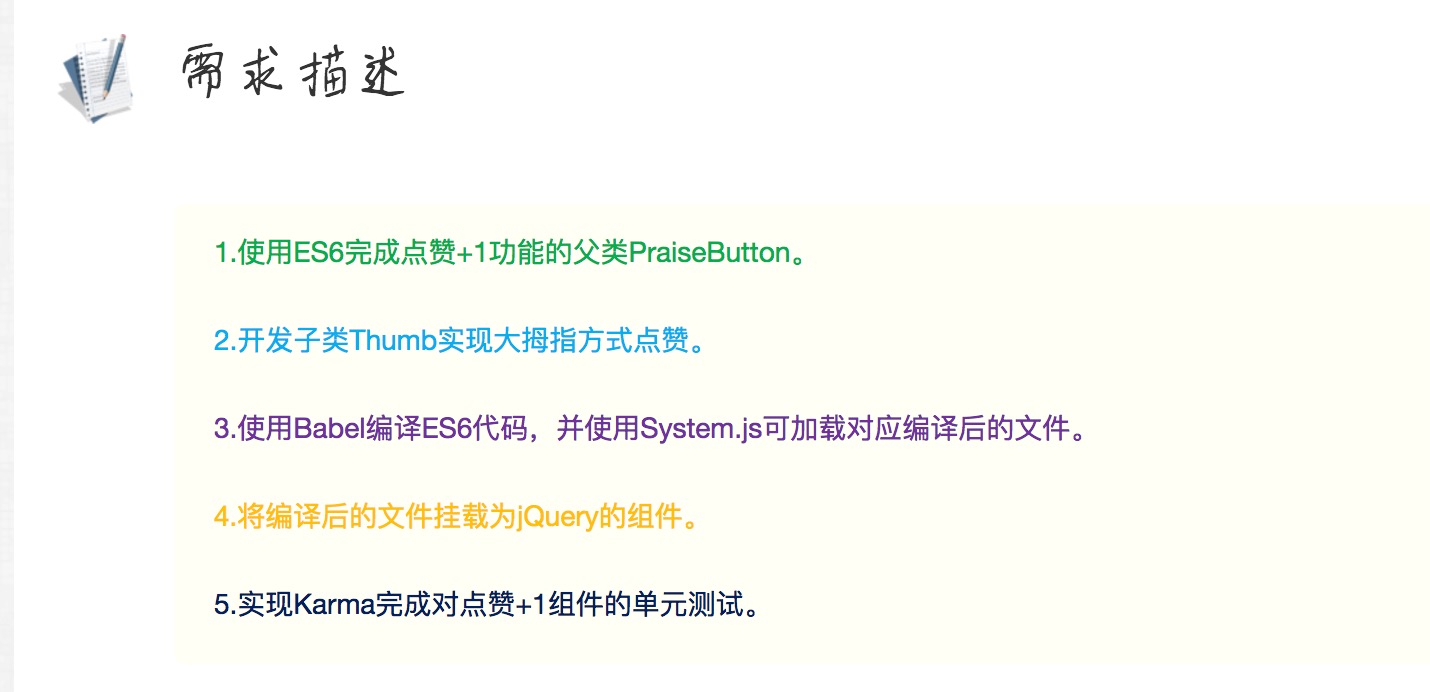 需求描述
1.使用ES6完成点赞+1功能的父类PraiseButton。
2.开发子类Thumb实现大拇指方式点赞。
3.使用Babel编译ES6代码，并使用System.js可加载对应编译后的文件。
4.将编译后的文件挂载为jQuery的组件。
5.实现Karma完成对点赞+1组件的单元测试。